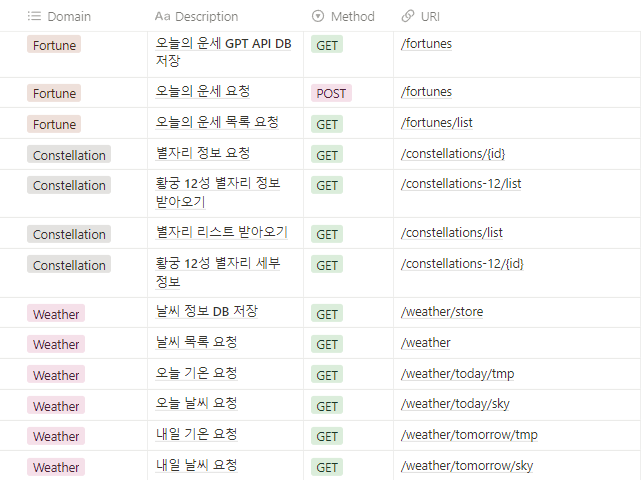 Domain Aa Description Method URI
Fortune 오늘의 운세 GPT API DB 저장 GET /fortunes
Fortune 오늘의 운세 요청 POST /fortunes
Fortune 오늘의 운세 목록 요청 GET /fortunes/list
Constellation 별자리 정보 요청 GET /constellations/{id}
Constellation 황궁 12성 별자리 정보 받아오기 GET /constellations-12/list
Constellation 별자리 리스트 받아오기 GET /constellations/list
Constellation 황궁 12성 별자리 세부 정보 GET /constellations-12/{id}
Weather 날씨 정보 DB 저장 GET /weather/store
Weather 날씨 목록 요청 GET /weather
Weather 오늘 기온 요청 GET /weather/today/tmp
Weather 오늘 날씨 요청 GET /weather/today/sky
Weather 내일 기온 요청 GET /weather/tomorrow/tmp
Weather 내일 날씨 요청 GET /weather/tomorrow/sky